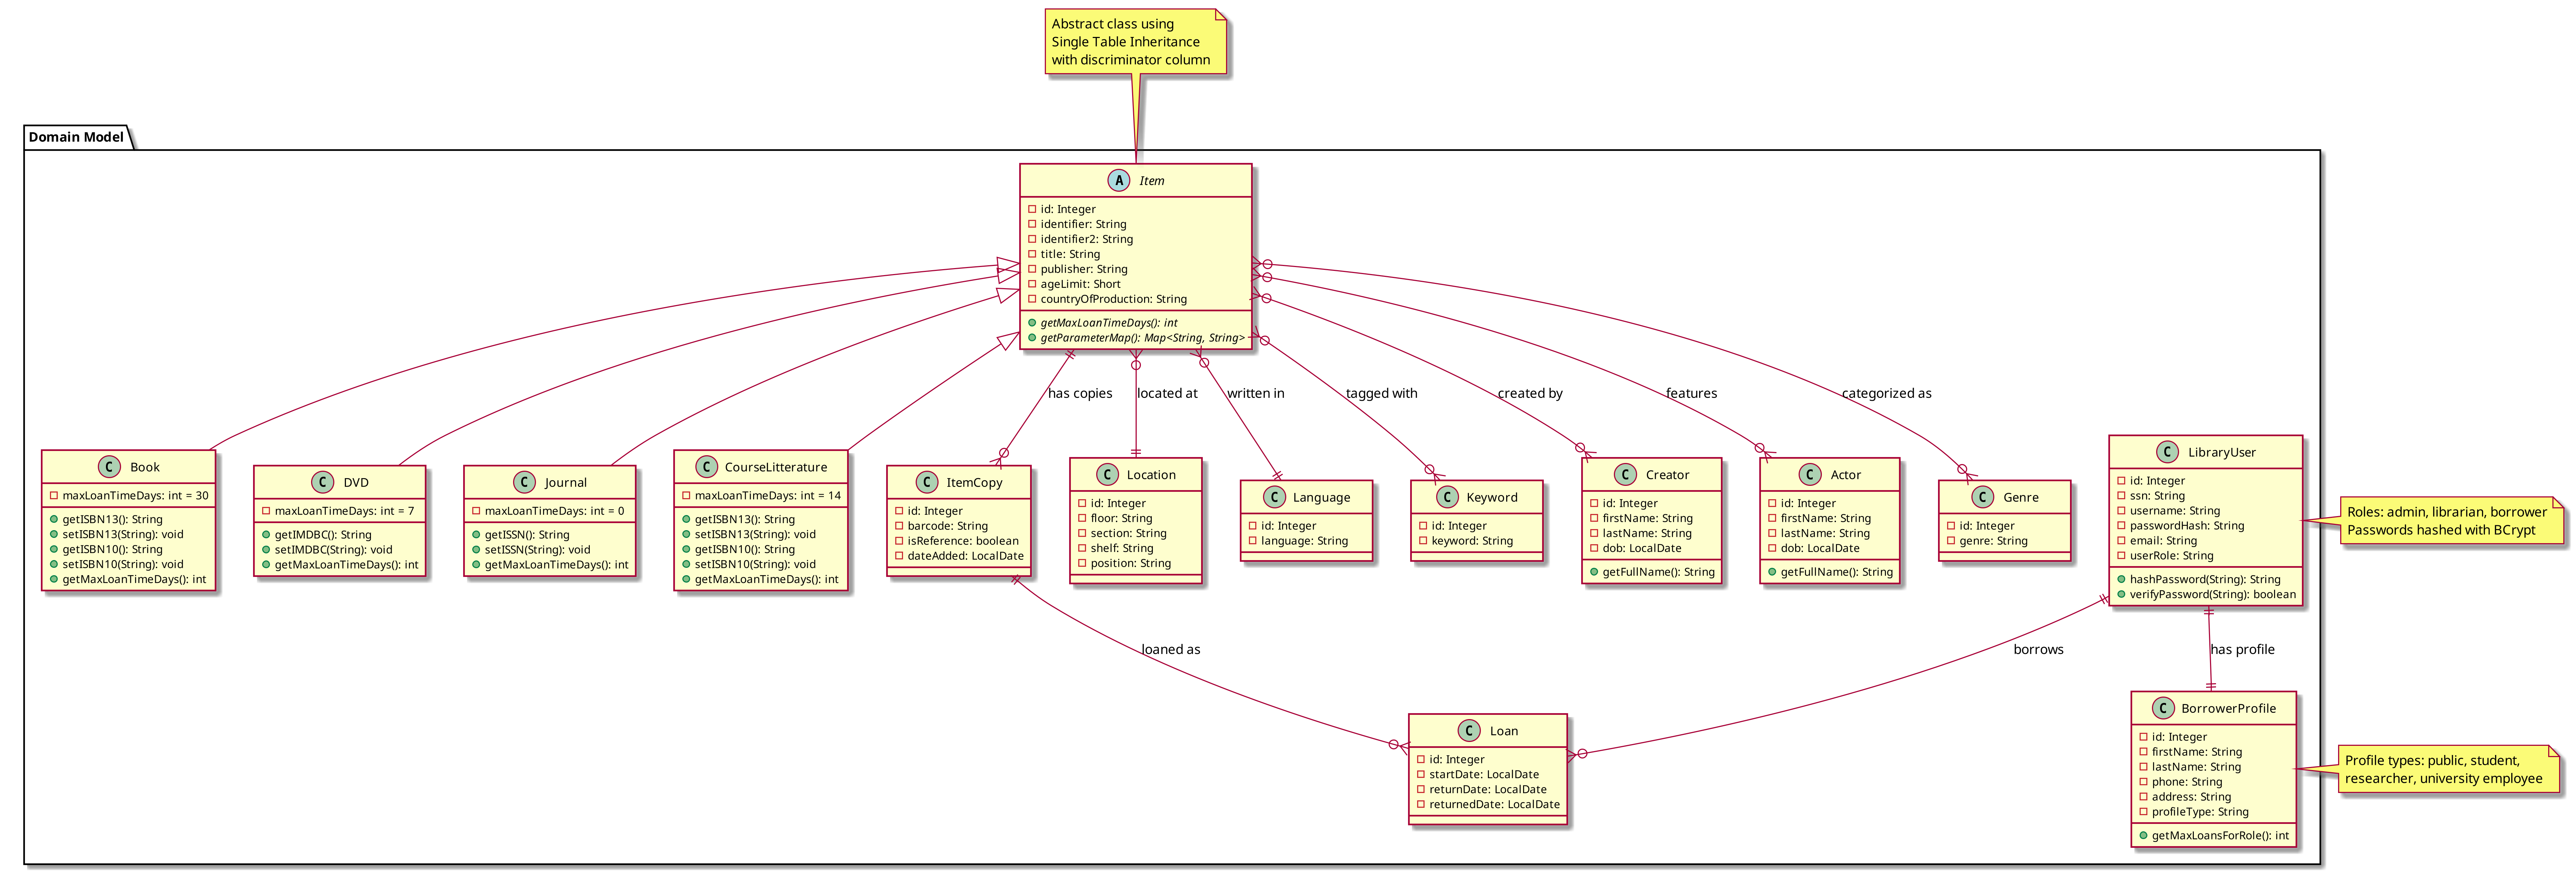 Abstract class using
Single Table Inheritance
with discriminator column
Domain Model
A Item
id: Integer
identifier: String
identifier2: String
title: String
publisher: String
ageLimit: Short
countryOfProduction: String
getMaxLoanTimeDays(): int
getParameterMap(): Map<String, String>
has copies
located at
written in
tagged with
created by
features
categorized as
C Book
maxLoanTimeDays: int = 30
getISBN13(): String
setISBN13(String): void
getISBN10(): String
setISBN10(String): void
getMaxLoanTimeDays(): int
C DVD
maxLoanTimeDays: int = 7
getIMDBC(): String
setIMDBC(String): void
getMaxLoanTimeDays(): int
C Journal
maxLoanTimeDays: int = 0
getISSN(): String
setISSN(String): void
getMaxLoanTimeDays(): int
C CourseLitterature
maxLoanTimeDays: int = 14
getISBN13(): String
setISBN13(String): void
getISBN10(): String
setISBN10(String): void
getMaxLoanTimeDays(): int
C ItemCopy
id: Integer
barcode: String
isReference: boolean
dateAdded: LocalDate
C Location
id: Integer
floor: String
section: String
shelf: String
position: String
C Language
id: Integer
language: String
C Keyword
id: Integer
keyword: String
C Creator
id: Integer
firstName: String
lastName: String
dob: LocalDate
getFullName(): String
C Actor
id: Integer
firstName: String
lastName: String
dob: LocalDate
getFullName(): String
C Genre
id: Integer
genre: String
C LibraryUser
id: Integer
ssn: String
username: String
passwordHash: String
email: String
userRole: String
hashPassword(String): String
verifyPassword(String): boolean
Roles: admin, librarian, borrower
Passwords hashed with BCrypt
loaned as
borrows
has profile
C Loan
id: Integer
startDate: LocalDate
returnDate: LocalDate
returnedDate: LocalDate
C BorrowerProfile
id: Integer
firstName: String
lastName: String
phone: String
address: String
profileType: String
getMaxLoansForRole(): int
Profile types: public, student,
researcher, university employee